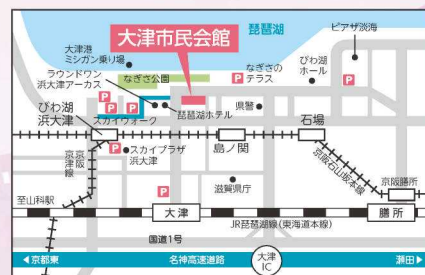 琵琶湖
ピアザ淡海
大津港
ミシガン乗り場
大津市民会館
なぎさ公園
ラウンドワン
浜大津アーカス
P
なぎさの
テラス
びわ湖
ホール
P
P
スカイウォーク
P
P
琵琶湖ホテル
県警
びわ湖
浜大津
石場
島ノ関
P
スカイプラザ
浜大津
京阪
京津線
京阪石山坂本線
滋賀県庁
P
京阪膳所
至山科駅
大津
膳所
JR琵琶湖線(東海道本線)
国道1号
大津
IC
京都東
名神高速道路
瀬田